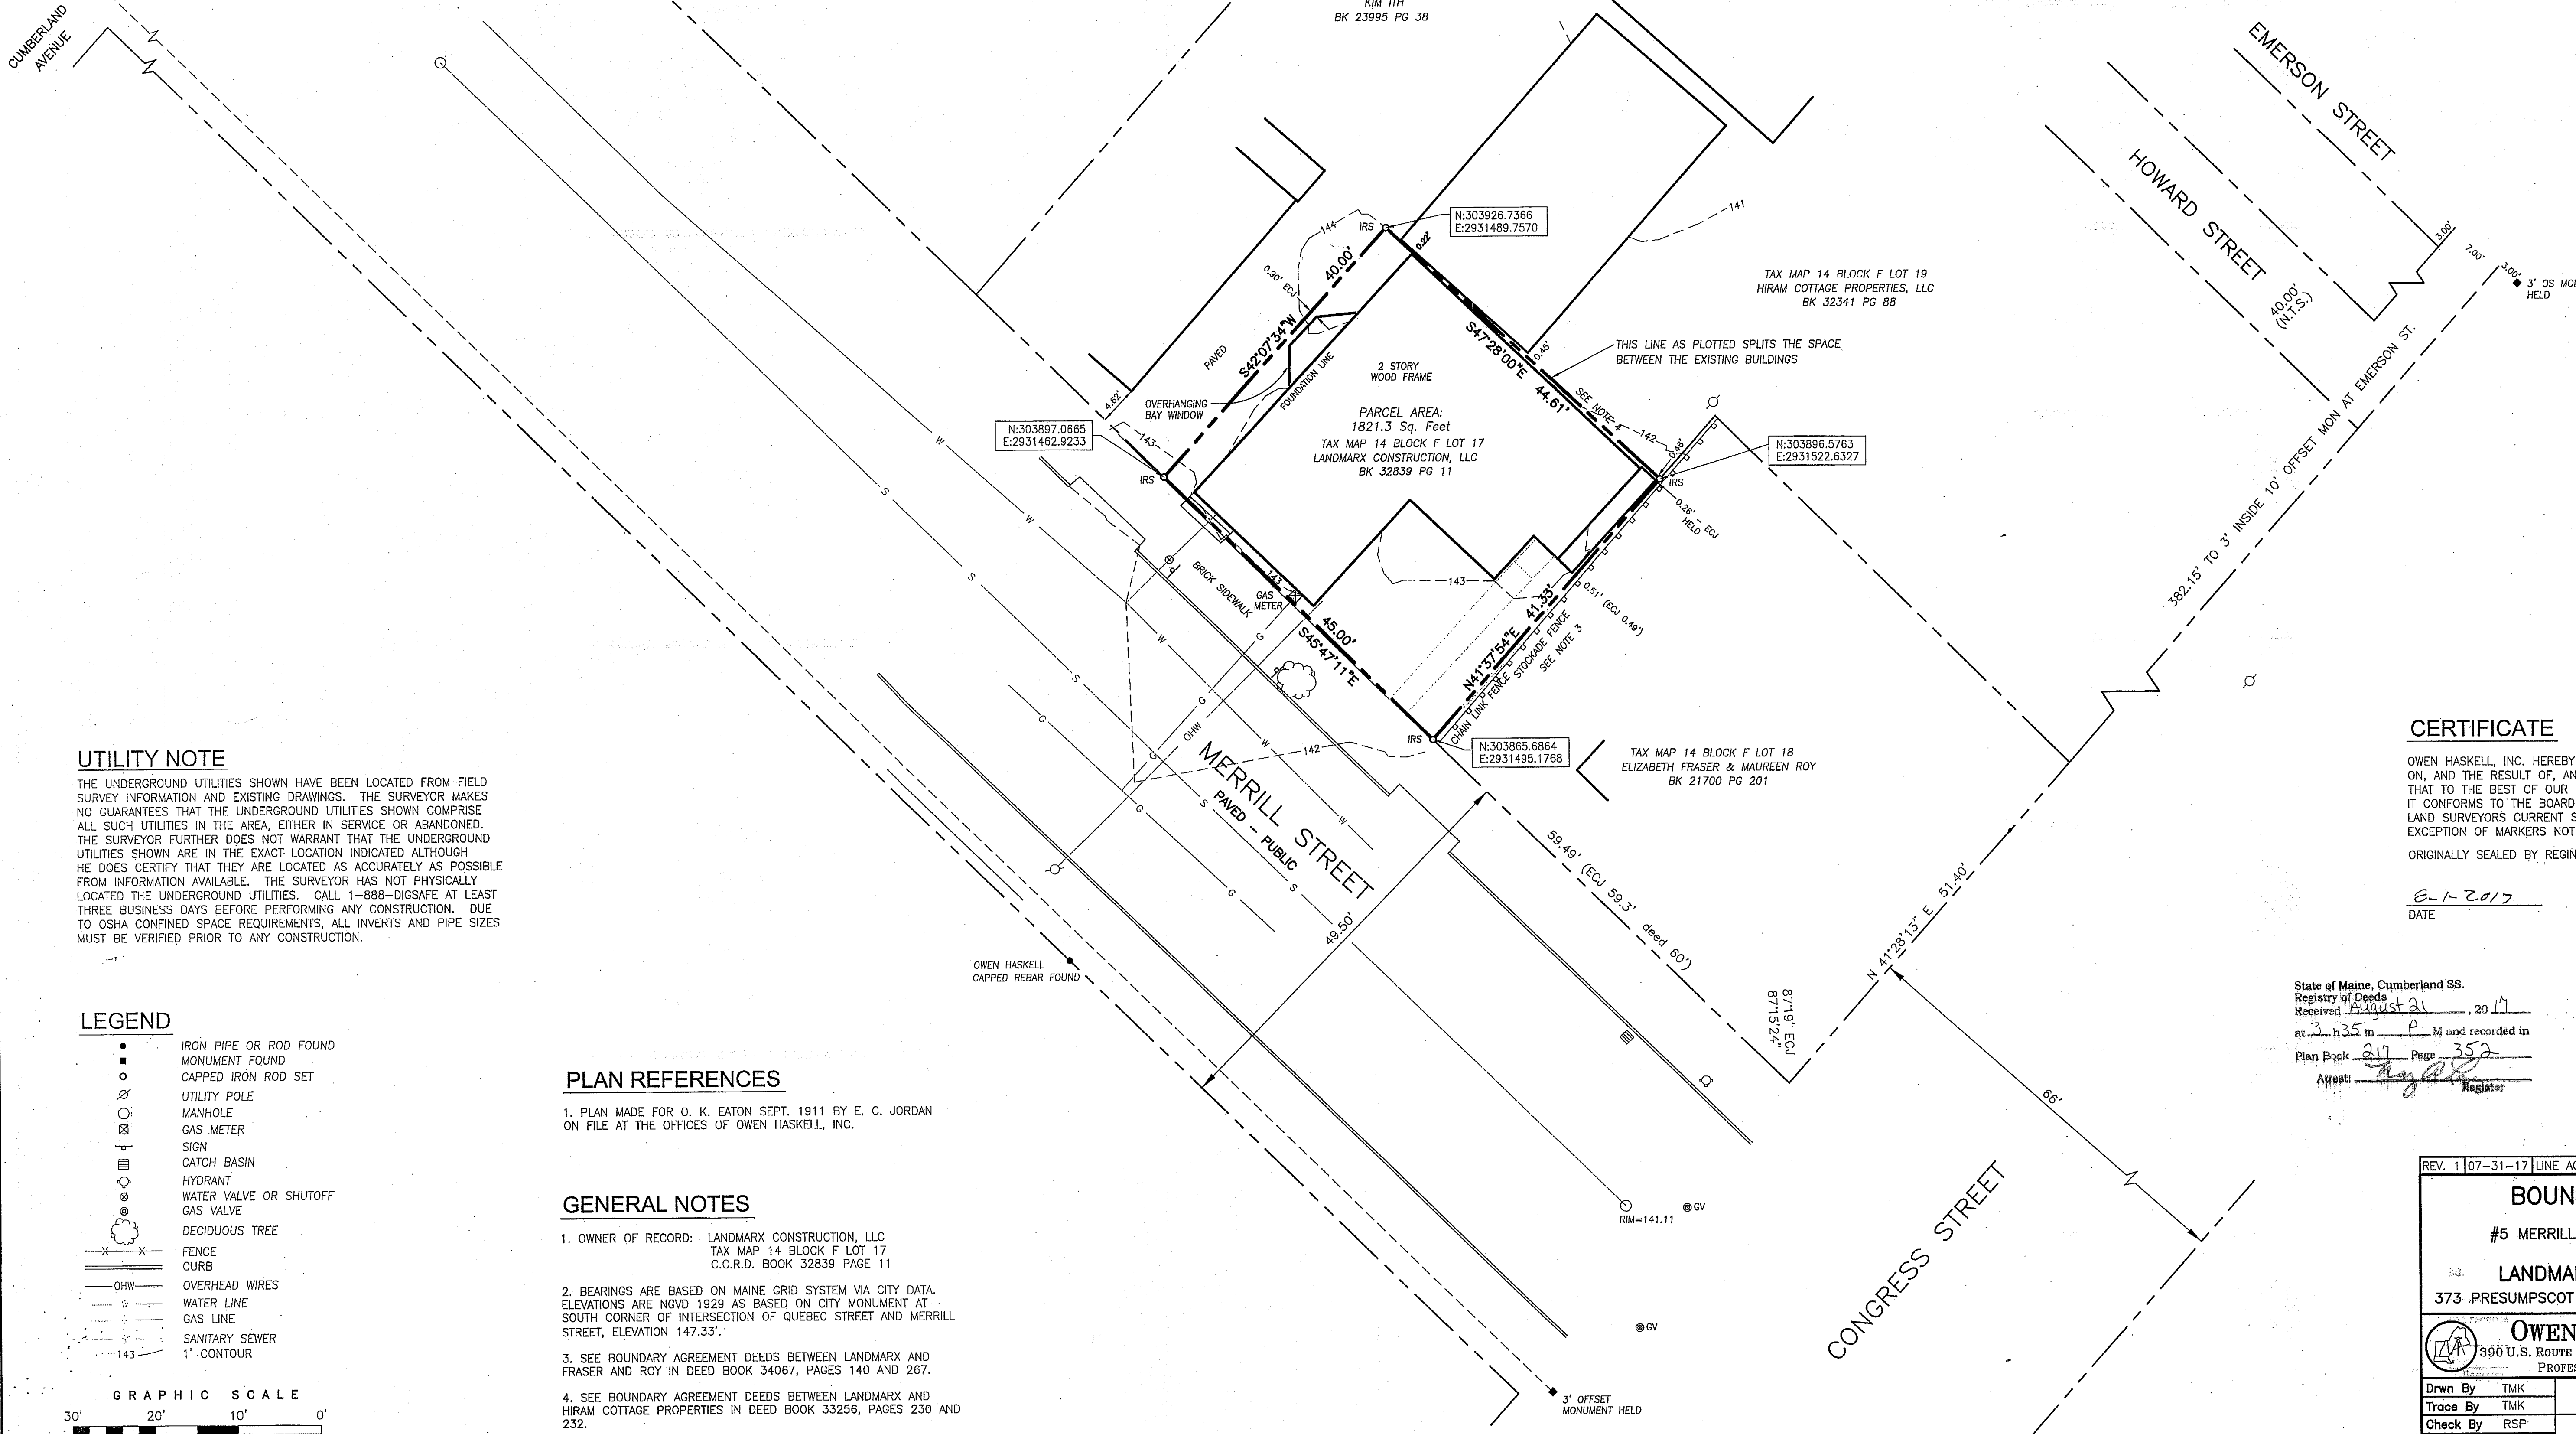 CUMBERLAND
AVENUE
BK 23995 PG 38
EMERSON STREET
HOWARD STREET
40.00'
(N.T.S.)
3.00'
7.00'
3.00'
3' OS MON
HELD
382.15' TO 3' INSIDE 10' OFFSET MON AT EMERSON ST.
N:303926.7366
E:2931489.7570
IRS
144
141
0.22'
40.00'
0.90' ECJ
S42°07'34"W
PAVED
TAX MAP 14 BLOCK F LOT 19
HIRAM COTTAGE PROPERTIES, LLC
BK 32341 PG 88
THIS LINE AS PLOTTED SPLITS THE SPACE
BETWEEN THE EXISTING BUILDINGS
0.45'
S47°28'00"E
44.61'
SEE NOTE 4
142
0.46'
2 STORY
WOOD FRAME
FOUNDATION LINE
OVERHANGING
BAY WINDOW
4.62'
143
PARCEL AREA:
1821.3 Sq. Feet
TAX MAP 14 BLOCK F LOT 17
LANDMARX CONSTRUCTION, LLC
BK 32839 PG 11
N:303897.0665
E:2931462.9233
IRS
N:303896.5763
E:2931522.6327
IRS
0.26' - ECJ
HELD
0.51' (ECJ 0.49')
143
143
GAS
METER
BRICK SIDEWALK
45.00'
S45°47'11"E
N41°37'54"E
41.33'
CHAIN LINK FENCE
STOCKADE FENCE
SEE NOTE 3
W
W
W
W
W
S
S
S
S
S
G
G
G
G
G
OHW
142
IRS
N:303865.6864
E:2931495.1768
TAX MAP 14 BLOCK F LOT 18
ELIZABETH FRASER & MAUREEN ROY
BK 21700 PG 201
MERRILL STREET
PAVED - PUBLIC
49.50'
59.49' (ECJ 59.3' deed 60')
N 41°28'13" E 51.40'
87°19' ECJ
87°15'24"
66'
OWEN HASKELL
CAPPED REBAR FOUND
RIM=141.11
GV
GV
CONGRESS STREET
3' OFFSET
MONUMENT HELD
UTILITY NOTE
THE UNDERGROUND UTILITIES SHOWN HAVE BEEN LOCATED FROM FIELD
SURVEY INFORMATION AND EXISTING DRAWINGS. THE SURVEYOR MAKES
NO GUARANTEES THAT THE UNDERGROUND UTILITIES SHOWN COMPRISE
ALL SUCH UTILITIES IN THE AREA, EITHER IN SERVICE OR ABANDONED.
THE SURVEYOR FURTHER DOES NOT WARRANT THAT THE UNDERGROUND
UTILITIES SHOWN ARE IN THE EXACT LOCATION INDICATED ALTHOUGH
HE DOES CERTIFY THAT THEY ARE LOCATED AS ACCURATELY AS POSSIBLE
FROM INFORMATION AVAILABLE. THE SURVEYOR HAS NOT PHYSICALLY
LOCATED THE UNDERGROUND UTILITIES. CALL 1-888-DIGSAFE AT LEAST
THREE BUSINESS DAYS BEFORE PERFORMING ANY CONSTRUCTION. DUE
TO OSHA CONFINED SPACE REQUIREMENTS, ALL INVERTS AND PIPE SIZES
MUST BE VERIFIED PRIOR TO ANY CONSTRUCTION.
LEGEND
IRON PIPE OR ROD FOUND
MONUMENT FOUND
CAPPED IRON ROD SET
UTILITY POLE
MANHOLE
GAS METER
SIGN
CATCH BASIN
HYDRANT
WATER VALVE OR SHUTOFF
GAS VALVE
DECIDUOUS TREE
FENCE
CURB
OHW OVERHEAD WIRES
WATER LINE
GAS LINE
SANITARY SEWER
143 1' CONTOUR
GRAPHIC SCALE
30' 20' 10' 0'
PLAN REFERENCES
1. PLAN MADE FOR O. K. EATON SEPT. 1911 BY E. C. JORDAN
ON FILE AT THE OFFICES OF OWEN HASKELL, INC.
GENERAL NOTES
1. OWNER OF RECORD: LANDMARX CONSTRUCTION, LLC
TAX MAP 14 BLOCK F LOT 17
C.C.R.D. BOOK 32839 PAGE 11
2. BEARINGS ARE BASED ON MAINE GRID SYSTEM VIA CITY DATA.
ELEVATIONS ARE NGVD 1929 AS BASED ON CITY MONUMENT AT
SOUTH CORNER OF INTERSECTION OF QUEBEC STREET AND MERRILL
STREET, ELEVATION 147.33'.
3. SEE BOUNDARY AGREEMENT DEEDS BETWEEN LANDMARX AND
FRASER AND ROY IN DEED BOOK 34067, PAGES 140 AND 267.
4. SEE BOUNDARY AGREEMENT DEEDS BETWEEN LANDMARX AND
HIRAM COTTAGE PROPERTIES IN DEED BOOK 33256, PAGES 230 AND
232.
CERTIFICATE
OWEN HASKELL, INC. HEREBY
ON, AND THE RESULT OF, AN
THAT TO THE BEST OF OUR
IT CONFORMS TO THE BOARD
LAND SURVEYORS CURRENT S
EXCEPTION OF MARKERS NOT
ORIGINALLY SEALED BY REGIN
8-1-2017
DATE
State of Maine, Cumberland SS.
Registry of Deeds
Received August 21, 2017
at 3 h 35 m P M and recorded in
Plan Book 217 Page 352
Attest:
Register
REV. 1 07-31-17 LINE AG
BOUN
#5 MERRILL
LANDMA
373 PRESUMPSCOT
OWEN
390 U.S. ROUTE
PROFES
Drwn By TMK
Trace By TMK
Check By RSP